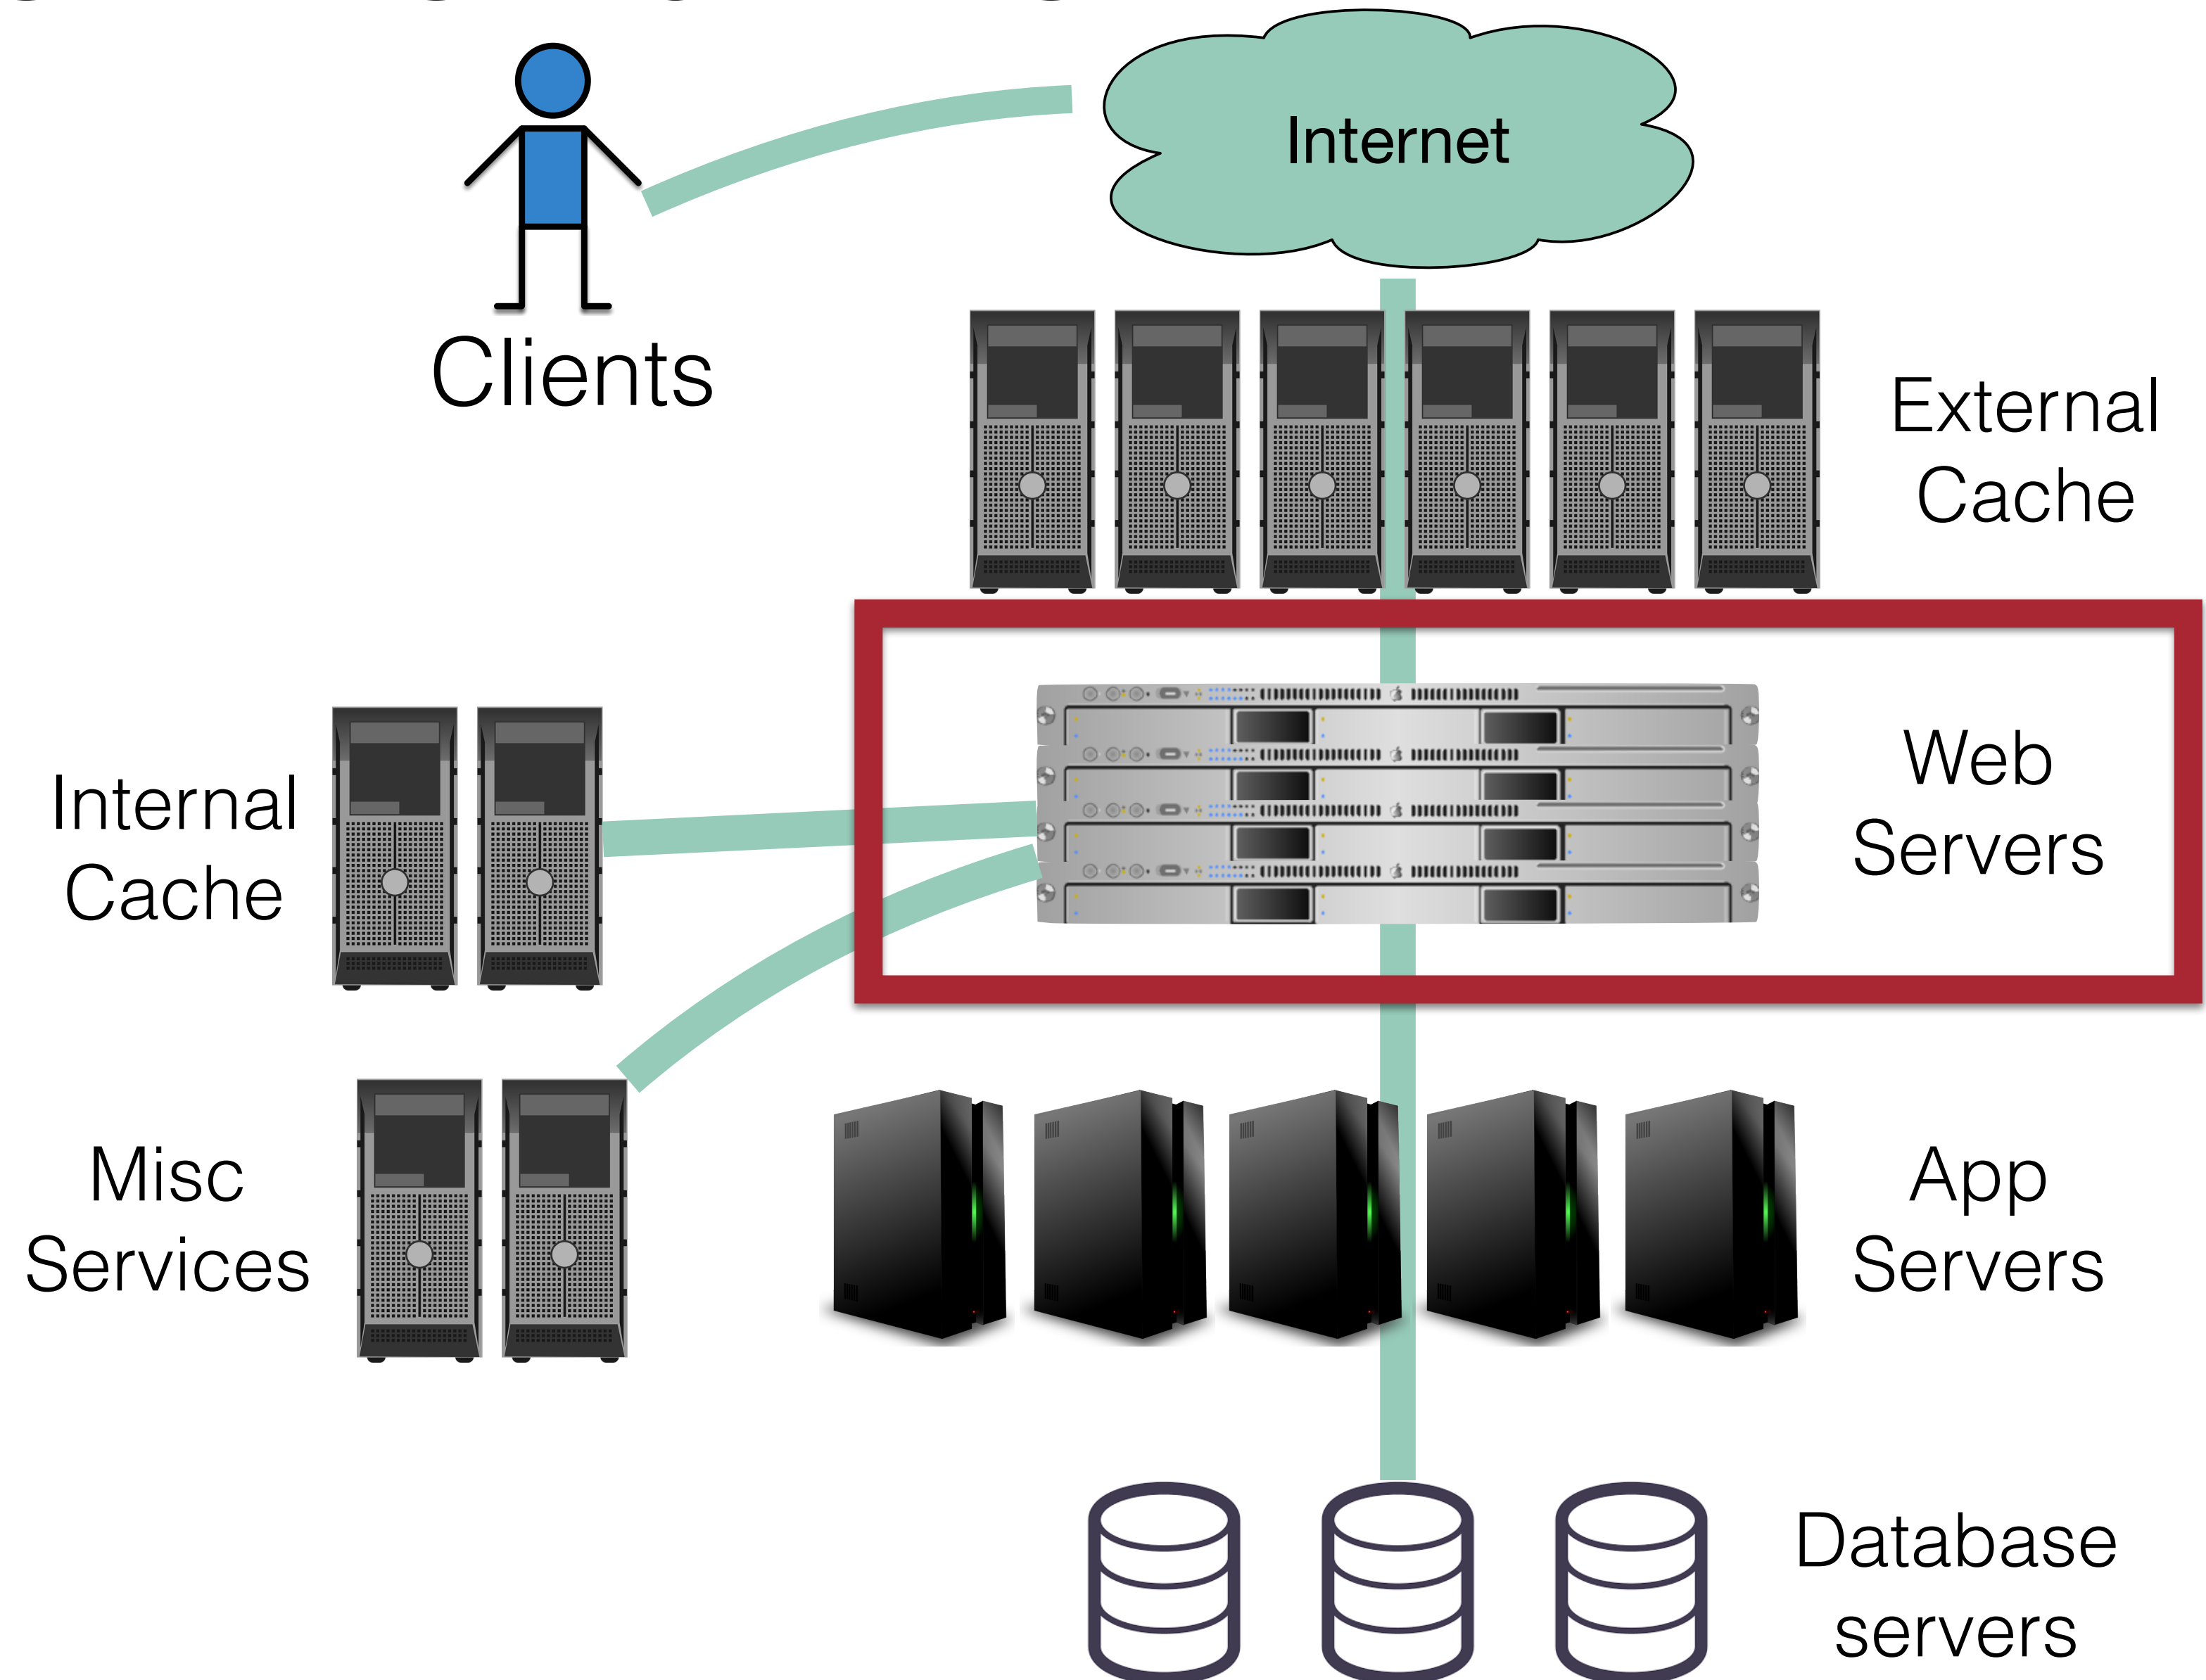 Internet
Clients
External
Cache
Web
Servers
Internal
Cache
Misc
Services
App
Servers
Database
servers